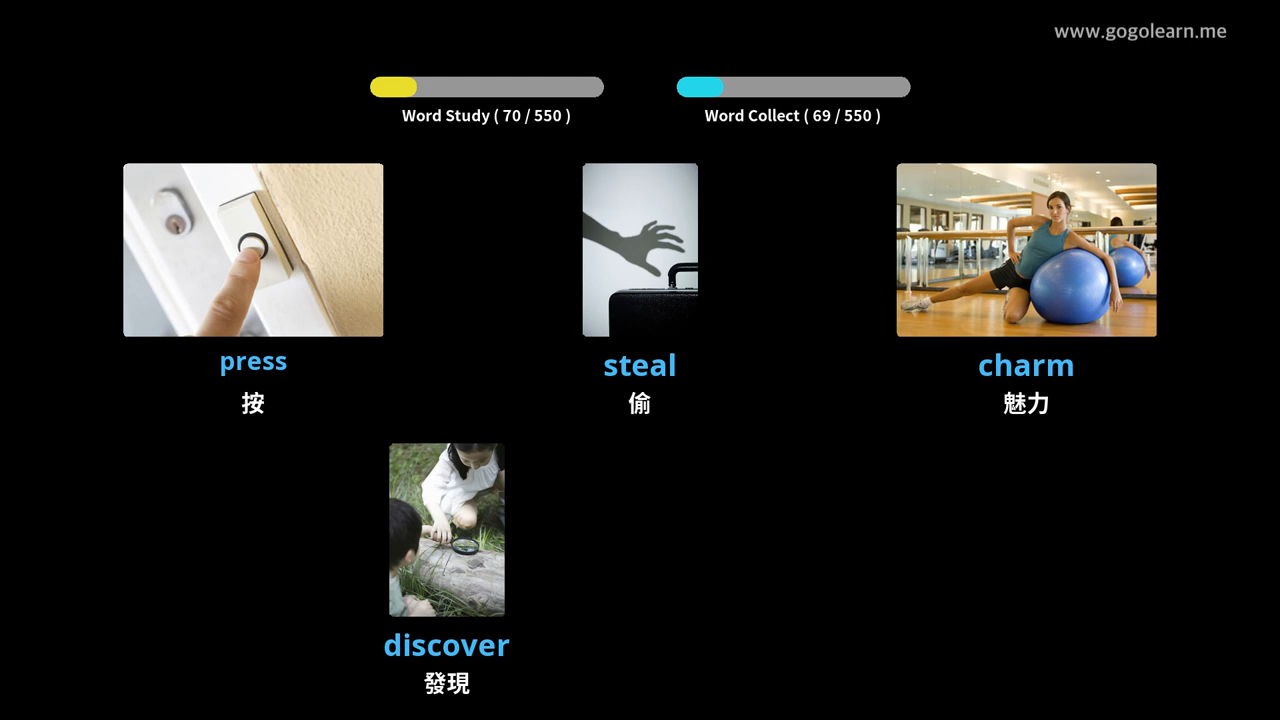 www.gogolearn.me
Word Study ( 70 / 550 )
Word Collect ( 69 / 550 )
press
按
steal
偷
charm
魅力
discover
發現